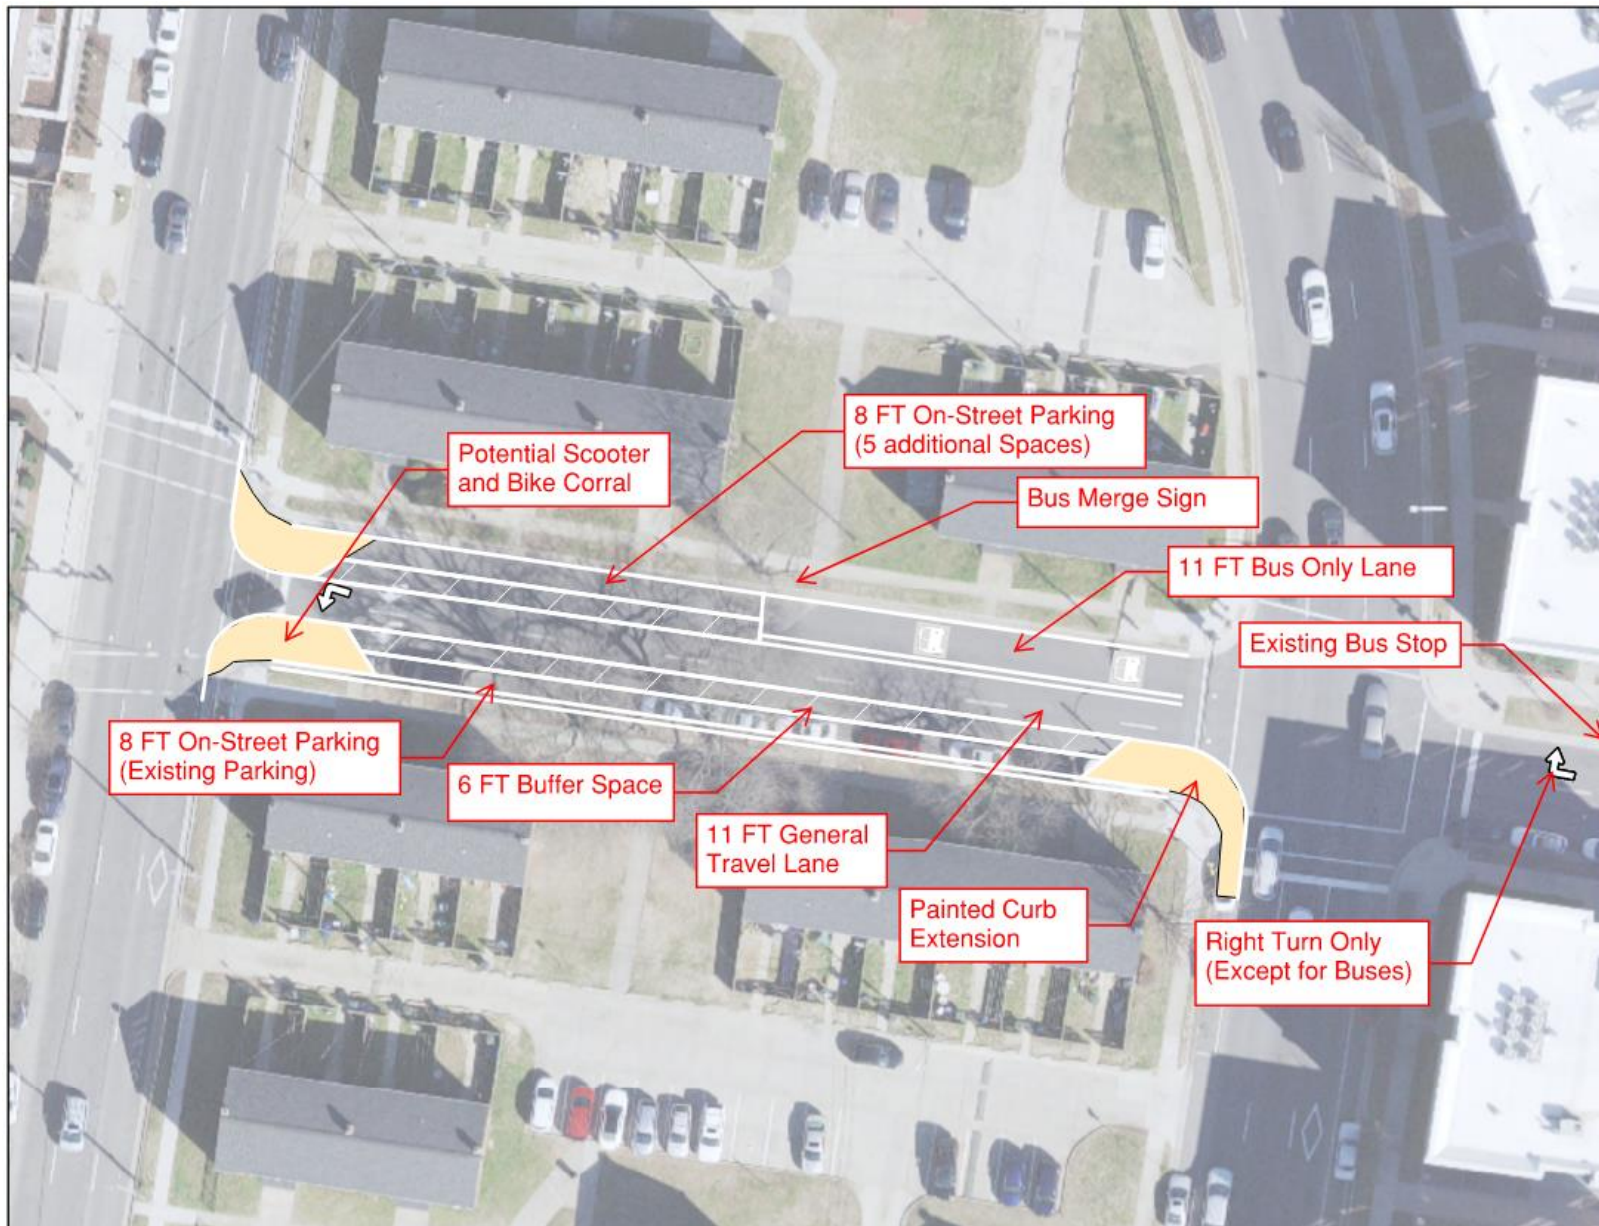 8 FT On-Street Parking
(5 additional Spaces)
Potential Scooter
and Bike Corral
Bus Merge Sign
11 FT Bus Only Lane
Existing Bus Stop
8 FT On-Street Parking
(Existing Parking)
6 FT Buffer Space
11 FT General
Travel Lane
Painted Curb
Extension
Right Turn Only
(Except for Buses)